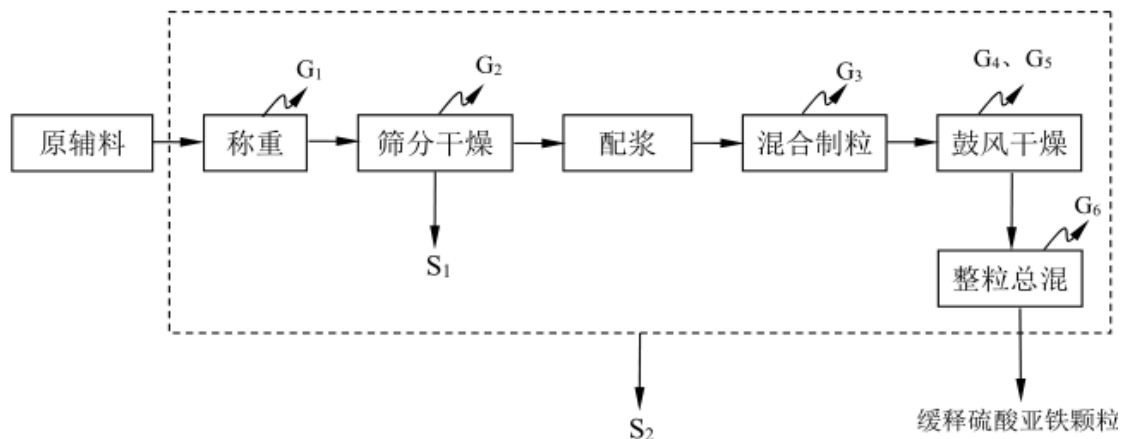 G₁
G₂
G₃
G₄、G₅
原辅料
称重
筛分干燥
配浆
混合制粒
鼓风干燥
G₆
S₁
整粒总混
S₂
缓释硫酸亚铁颗粒